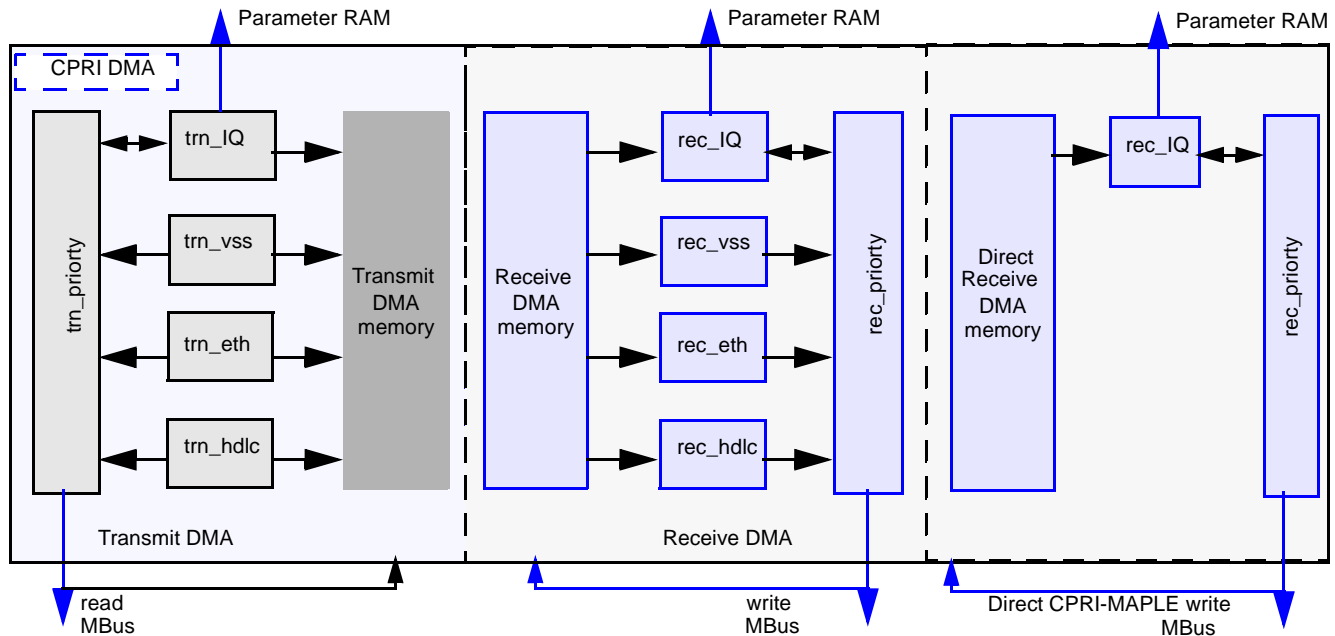 Parameter RAM
Parameter RAM
Parameter RAM
CPRI DMA
trn_priorty
trn_IQ
trn_vss
trn_eth
trn_hdlc
Transmit
DMA
memory
Transmit DMA
Receive
DMA
memory
rec_IQ
rec_vss
rec_eth
rec_hdlc
rec_priorty
Receive DMA
Direct
Receive
DMA
memory
rec_IQ
rec_priorty
read
MBus
write
MBus
Direct CPRI-MAPLE write
MBus